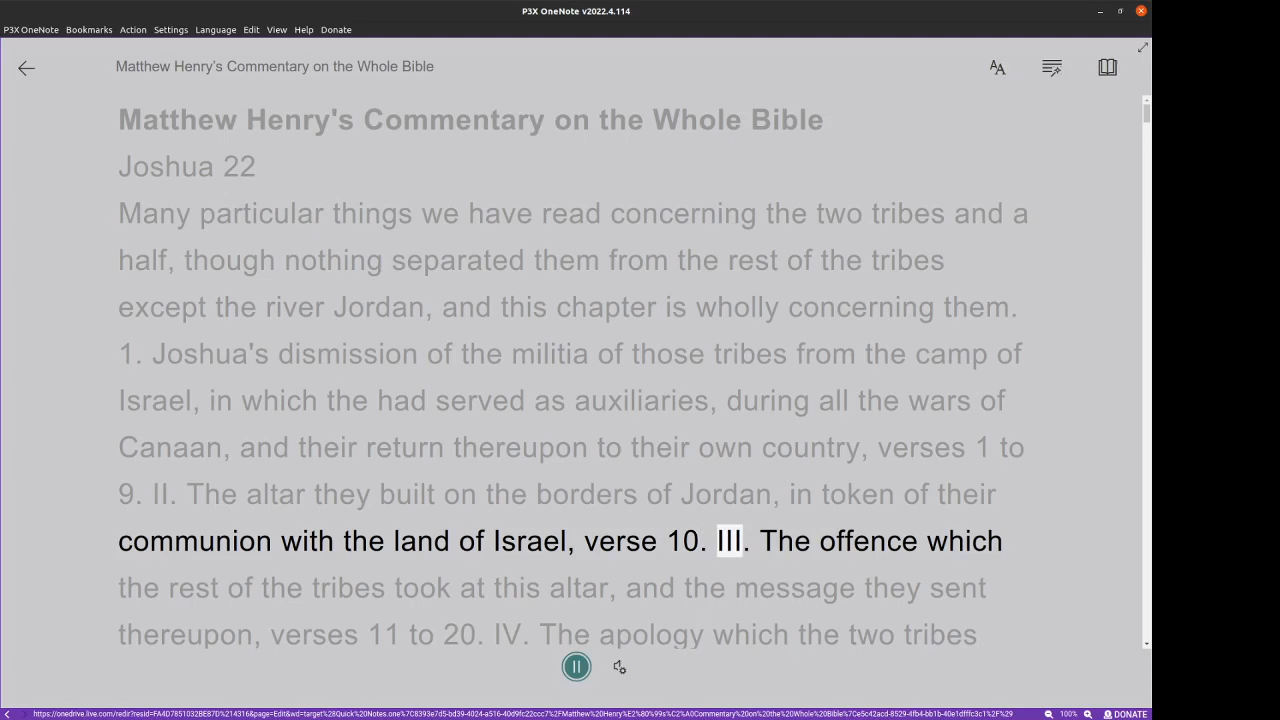 P3X OneNote v2022.4.114
P3X OneNote Bookmarks Action Settings Language Edit View Help Donate
Matthew Henry's Commentary on the Whole Bible
Matthew Henry's Commentary on the Whole Bible
Joshua 22
Many particular things we have read concerning the two tribes and a
half, though nothing separated them from the rest of the tribes
except the river Jordan, and this chapter is wholly concerning them.
1. Joshua's dismission of the militia of those tribes from the camp of
Israel, in which the had served as auxiliaries, during all the wars of
Canaan, and their return thereupon to their own country, verses 1 to
9. II. The altar they built on the borders of Jordan, in token of their
communion with the land of Israel, verse 10. III. The offence which
the rest of the tribes took at this altar, and the message they sent
thereupon, verses 11 to 20. IV. The apology which the two tribes
100% DONATE